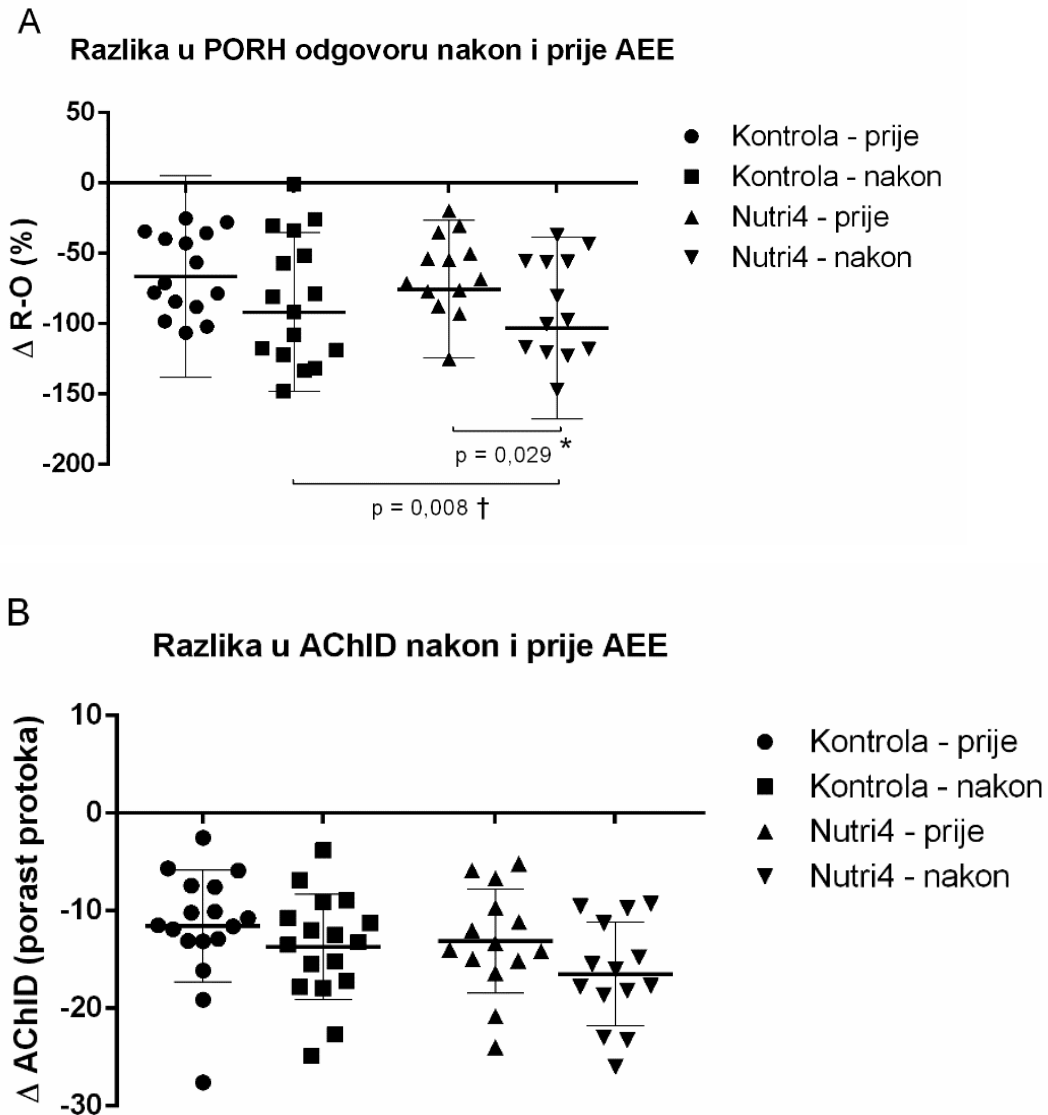 A
Razlika u PORH odgovoru nakon i prije AEE
Δ R-O (%)
50
0
-50
-100
-150
-200
Kontrola - prije
Kontrola - nakon
Nutri4 - prije
Nutri4 - nakon
p = 0,029 *
p = 0,008 †
B
Razlika u AChID nakon i prije AEE
Δ AChID (porast protoka)
10
0
-10
-20
-30
Kontrola - prije
Kontrola - nakon
Nutri4 - prije
Nutri4 - nakon